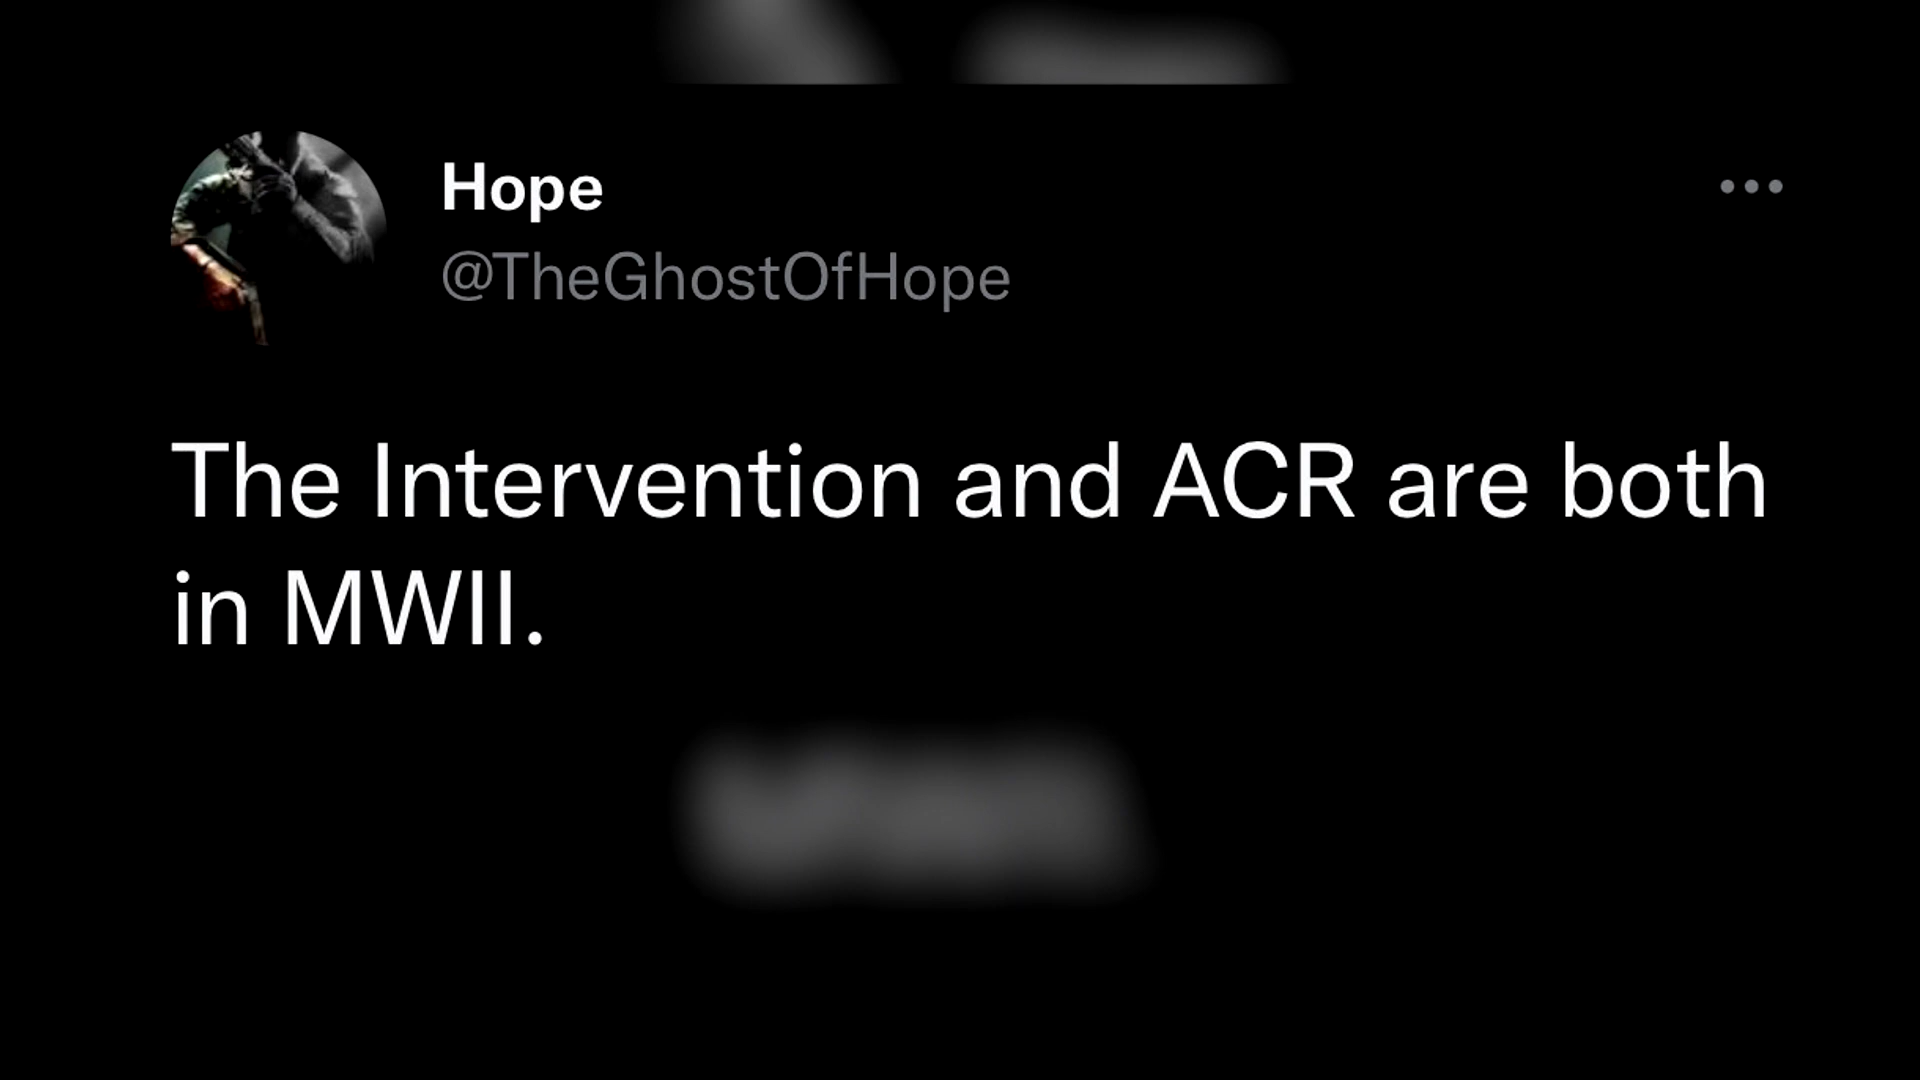 Hope
@TheGhostOfHope
The Intervention and ACR are both
in MWII.